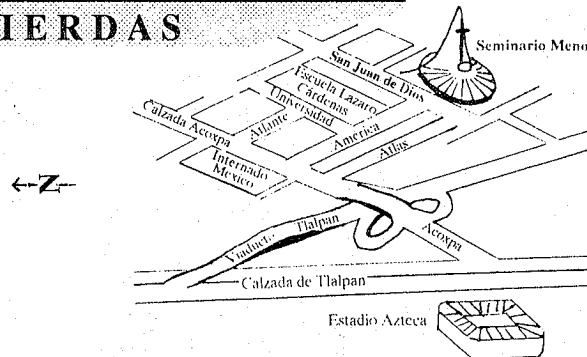 IERDAS
Seminario Meno
San Juan de Dios
Escuela Lazaro
Cárdenas
Universidad
Atlante
Calzada Acoxpa
América
Atlas
Internado
Mexico
←-Z--
Viaducto Tlalpan
Acoxpa
Calzada de Tlalpan
Estadio Azteca